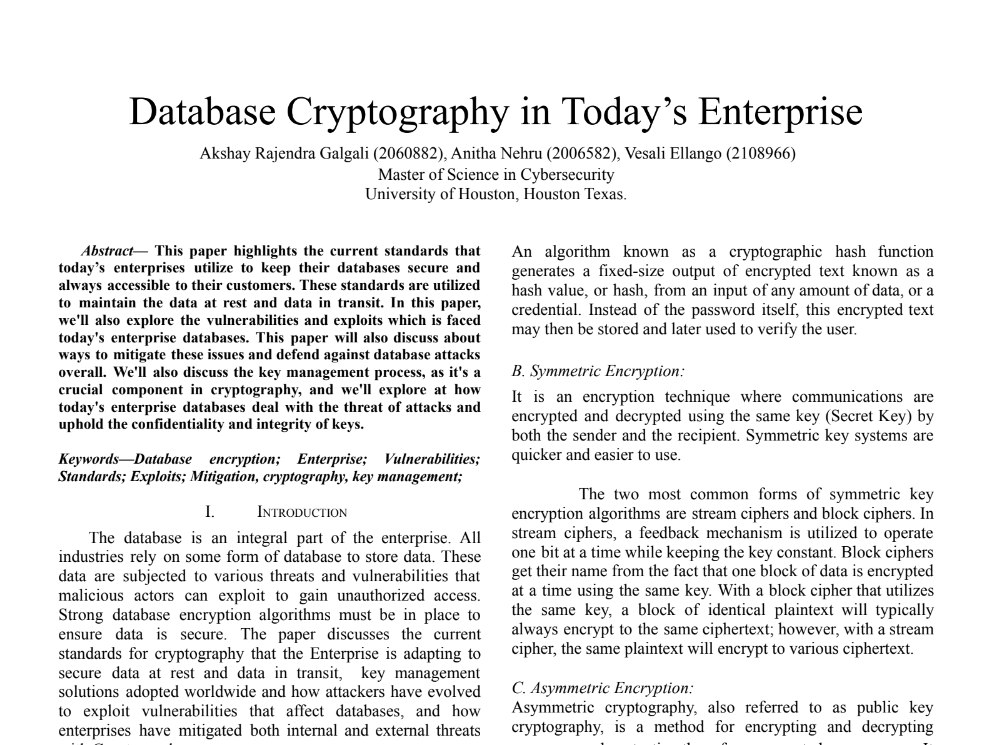 Database Cryptography in Today’s Enterprise
Akshay Rajendra Galgali (2060882), Anitha Nehru (2006582), Vesali Ellango (2108966)
Master of Science in Cybersecurity
University of Houston, Houston Texas.
Abstract— This paper highlights the current standards that
today’s enterprises utilize to keep their databases secure and
always accessible to their customers. These standards are utilized
to maintain the data at rest and data in transit. In this paper,
we'll also explore the vulnerabilities and exploits which is faced
today's enterprise databases. This paper will also discuss about
ways to mitigate these issues and defend against database attacks
overall. We'll also discuss the key management process, as it's a
crucial component in cryptography, and we'll explore at how
today's enterprise databases deal with the threat of attacks and
uphold the confidentiality and integrity of keys.
Keywords—Database encryption; Enterprise; Vulnerabilities;
Standards; Exploits; Mitigation, cryptography, key management;
I. INTRODUCTION
The database is an integral part of the enterprise. All
industries rely on some form of database to store data. These
data are subjected to various threats and vulnerabilities that
malicious actors can exploit to gain unauthorized access.
Strong database encryption algorithms must be in place to
ensure data is secure. The paper discusses the current
standards for cryptography that the Enterprise is adapting to
secure data at rest and data in transit, key management
solutions adopted worldwide and how attackers have evolved
to exploit vulnerabilities that affect databases, and how
enterprises have mitigated both internal and external threats
An algorithm known as a cryptographic hash function
generates a fixed-size output of encrypted text known as a
hash value, or hash, from an input of any amount of data, or a
credential. Instead of the password itself, this encrypted text
may then be stored and later used to verify the user.
B. Symmetric Encryption:
It is an encryption technique where communications are
encrypted and decrypted using the same key (Secret Key) by
both the sender and the recipient. Symmetric key systems are
quicker and easier to use.
The two most common forms of symmetric key
encryption algorithms are stream ciphers and block ciphers. In
stream ciphers, a feedback mechanism is utilized to operate
one bit at a time while keeping the key constant. Block ciphers
get their name from the fact that one block of data is encrypted
at a time using the same key. With a block cipher that utilizes
the same key, a block of identical plaintext will typically
always encrypt to the same ciphertext; however, with a stream
cipher, the same plaintext will encrypt to various ciphertext.
C. Asymmetric Encryption:
Asymmetric cryptography, also referred to as public key
cryptography, is a method for encrypting and decrypting